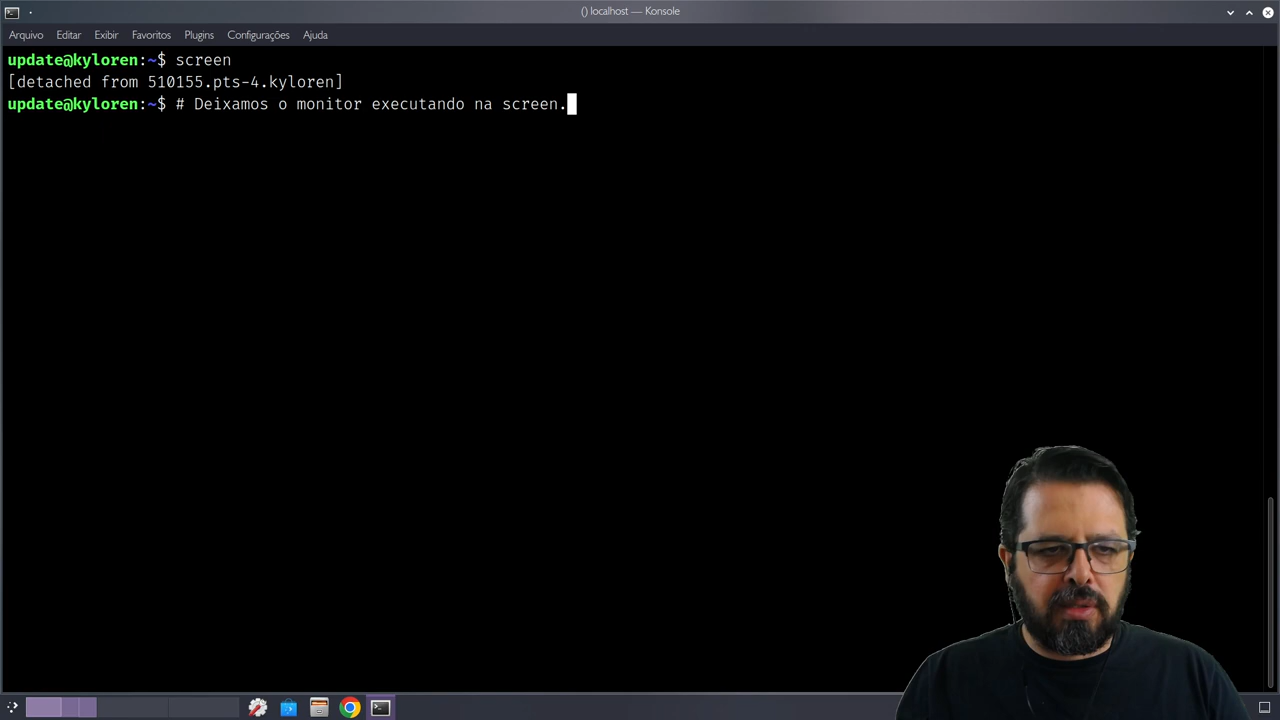 () localhost — Konsole
Arquivo Editar Exibir Favoritos Plugins Configurações Ajuda
update@kyloren:~$ screen
[detached from 510155.pts-4.kyloren]
update@kyloren:~$ # Deixamos o monitor executando na screen.